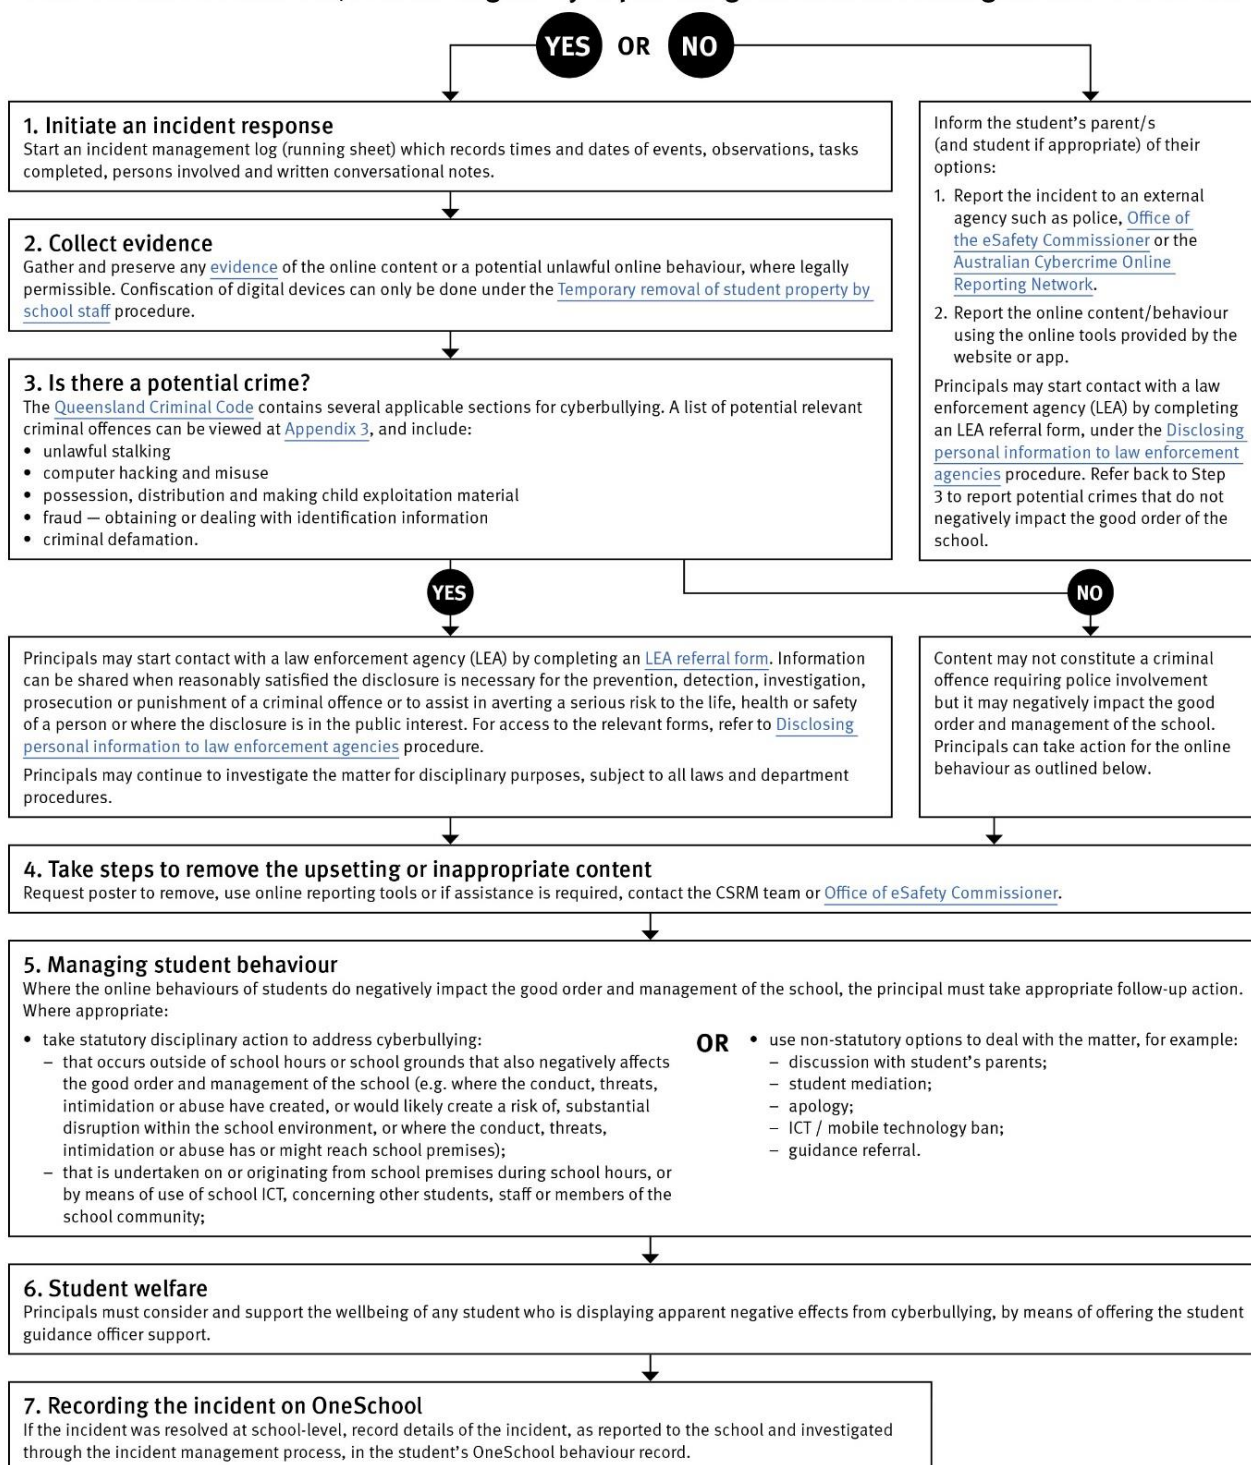 YES OR NO
1. Initiate an incident response
Start an incident management log (running sheet) which records times and dates of events, observations, tasks
completed, persons involved and written conversational notes.
2. Collect evidence
Gather and preserve any evidence of the online content or a potential unlawful online behaviour, where legally
permissible. Confiscation of digital devices can only be done under the Temporary removal of student property by
school staff procedure.
3. Is there a potential crime?
The Queensland Criminal Code contains several applicable sections for cyberbullying. A list of potential relevant
criminal offences can be viewed at Appendix 3, and include:
• unlawful stalking
• computer hacking and misuse
• possession, distribution and making child exploitation material
• fraud — obtaining or dealing with identification information
• criminal defamation.
Inform the student's parent/s
(and student if appropriate) of their
options:
1. Report the incident to an external
agency such as police, Office of
the eSafety Commissioner or the
Australian Cybercrime Online
Reporting Network.
2. Report the online content/behaviour
using the online tools provided by the
website or app.
Principals may start contact with a law
enforcement agency (LEA) by completing
an LEA referral form, under the Disclosing
personal information to law enforcement
agencies procedure. Refer back to Step
3 to report potential crimes that do not
negatively impact the good order of the
school.
YES
NO
Principals may start contact with a law enforcement agency (LEA) by completing an LEA referral form. Information
can be shared when reasonably satisfied the disclosure is necessary for the prevention, detection, investigation,
prosecution or punishment of a criminal offence or to assist in averting a serious risk to the life, health or safety
of a person or where the disclosure is in the public interest. For access to the relevant forms, refer to Disclosing
personal information to law enforcement agencies procedure.
Principals may continue to investigate the matter for disciplinary purposes, subject to all laws and department
procedures.
Content may not constitute a criminal
offence requiring police involvement
but it may negatively impact the good
order and management of the school.
Principals can take action for the online
behaviour as outlined below.
4. Take steps to remove the upsetting or inappropriate content
Request poster to remove, use online reporting tools or if assistance is required, contact the CSRM team or Office of eSafety Commissioner.
5. Managing student behaviour
Where the online behaviours of students do negatively impact the good order and management of the school, the principal must take appropriate follow-up action.
Where appropriate:
• take statutory disciplinary action to address cyberbullying:
– that occurs outside of school hours or school grounds that also negatively affects
the good order and management of the school (e.g. where the conduct, threats,
intimidation or abuse have created, or would likely create a risk of, substantial
disruption within the school environment, or where the conduct, threats,
intimidation or abuse has or might reach school premises);
– that is undertaken on or originating from school premises during school hours, or
by means of use of school ICT, concerning other students, staff or members of the
school community;
OR
• use non-statutory options to deal with the matter, for example:
– discussion with student's parents;
– student mediation;
– apology;
– ICT / mobile technology ban;
– guidance referral.
6. Student welfare
Principals must consider and support the wellbeing of any student who is displaying apparent negative effects from cyberbullying, by means of offering the student
guidance officer support.
7. Recording the incident on OneSchool
If the incident was resolved at school-level, record details of the incident, as reported to the school and investigated
through the incident management process, in the student's OneSchool behaviour record.